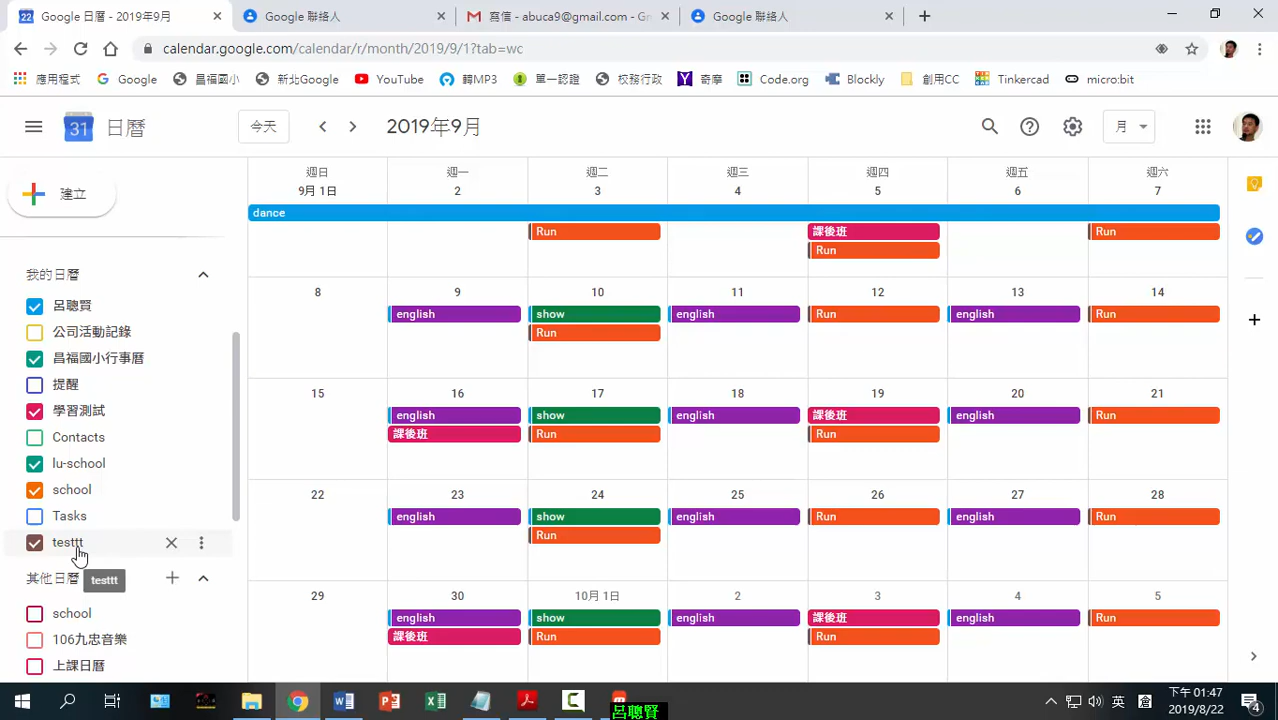 Google 日曆 - 2019年9月
Google 聯絡人
寫信 - abuca9@gmail.com - Gm
Google 聯絡人
calendar.google.com/calendar/r/month/2019/9/1?tab=wc
應用程式
Google
昌福國小
新北Google
YouTube
轉MP3
單一認證
校務行政
奇摩
Code.org
Blockly
創用CC
Tinkercad
micro:bit
31 日曆
今天
2019年9月
月
建立
我的日曆
呂聰賢
公司活動記錄
昌福國小行事曆
提醒
學習測試
Contacts
lu-school
school
Tasks
testtt
其他日曆
testtt
school
106九忠音樂
上課日曆
週日 週一 週二 週三 週四 週五 週六
9月 1日 2 3 4 5 6 7
dance
Run 課後班 Run
Run
8 9 10 11 12 13 14
english show english Run english Run
Run
15 16 17 18 19 20 21
english show english 課後班 english Run
課後班 Run Run
22 23 24 25 26 27 28
english show english Run english Run
Run
29 30 10月 1日 2 3 4 5
english show english 課後班 english Run
課後班 Run Run
英
下午 01:47
2019/8/22
4
呂聰賢